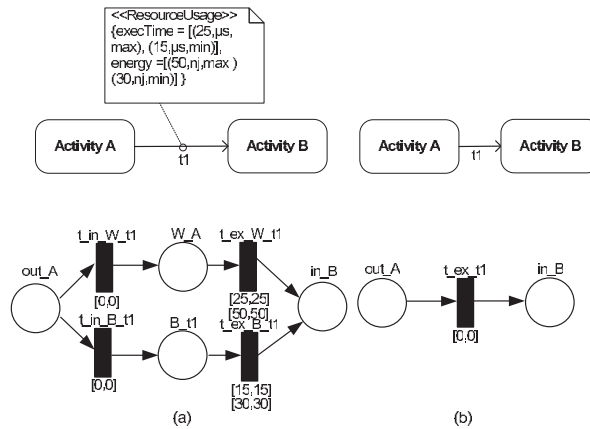 <<ResourceUsage>>
{execTime = [(25,µs,
max), (15,µs,min)],
energy =[(50,nj,max )
(30,nj,min)] }
Activity A
t1
Activity B
Activity A
t1
Activity B
t_in_W_t1
W_A
t_ex_W_t1
out_A
in_B
[0,0]
[25,25]
[50,50]
t_in_B_t1
B_t1
t_ex_B_t1
[0,0]
[15,15]
[30,30]
(a)
out_A
t_ex_t1
in_B
[0,0]
(b)